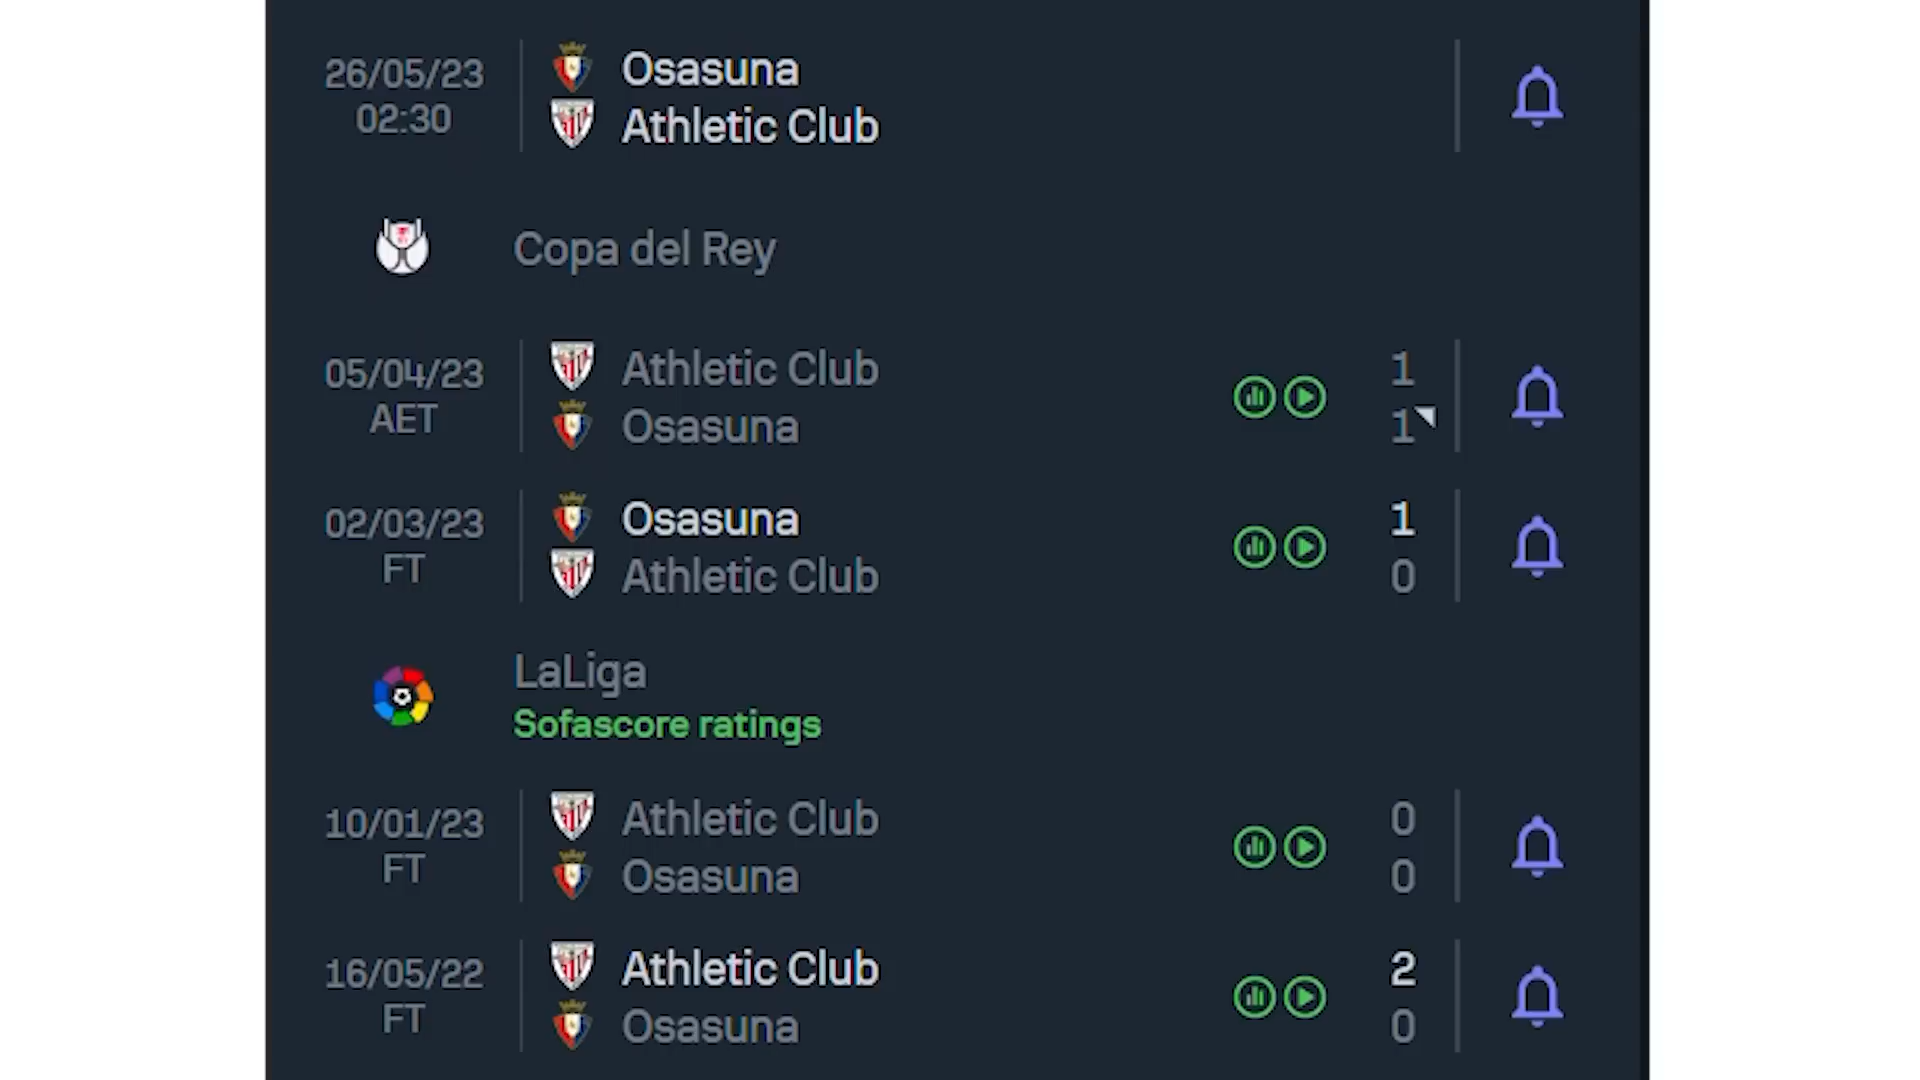 26/05/23
02:30
Osasuna
Athletic Club
Copa del Rey
05/04/23
AET
Athletic Club 1
Osasuna 1
02/03/23
FT
Osasuna 1
Athletic Club 0
LaLiga
Sofascore ratings
10/01/23
FT
Athletic Club 0
Osasuna 0
16/05/22
FT
Athletic Club 2
Osasuna 0